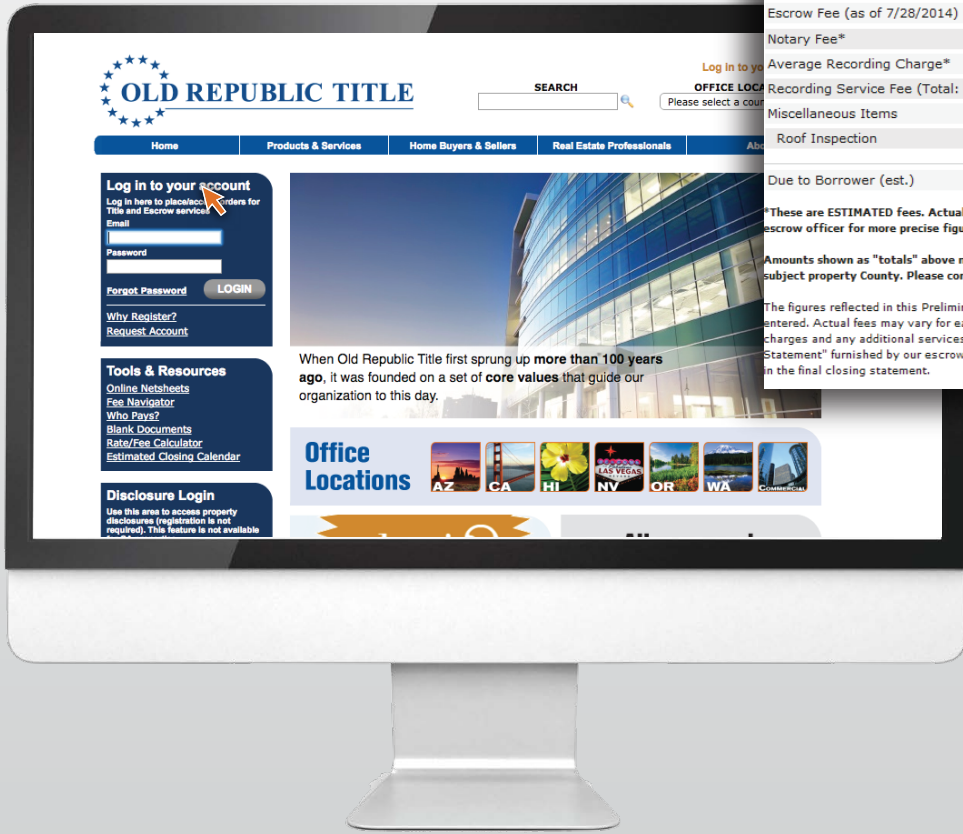 Escrow Fee (as of 7/28/2014)
Notary Fee*
Average Recording Charge*
Recording Service Fee (Total:
Miscellaneous Items
Roof Inspection
Due to Borrower (est.)
*These are ESTIMATED fees. Actual
escrow officer for more precise
Amounts shown as "totals" above
subject property County. Please
The figures reflected in this
entered. Actual fees may vary for
charges and any additional services
Statement" furnished by our escrow
in the final closing statement.
OLD REPUBLIC TITLE
Log in to
SEARCH
OFFICE
Please select a
Home
Products & Services
Home Buyers & Sellers
Real Estate Professionals
Log in to your account
Log in here to for
Title and Escrow services
Email
Password
Forgot Password
LOGIN
Why Register?
Request Account
Tools & Resources
Online Netsheets
Fee Navigator
Who Pays?
Blank Documents
Rate/Fee Calculator
Estimated Closing Calendar
Disclosure Login
Use this area to access property
disclosures (registration is not
required). This feature is not available
When Old Republic Title first sprung up more than 100 years
ago, it was founded on a set of core values that guide our
organization to this day.
Office
Locations
AZ
CA
HI
LAS VEGAS
NV
OR
WA
COMMERCIAL